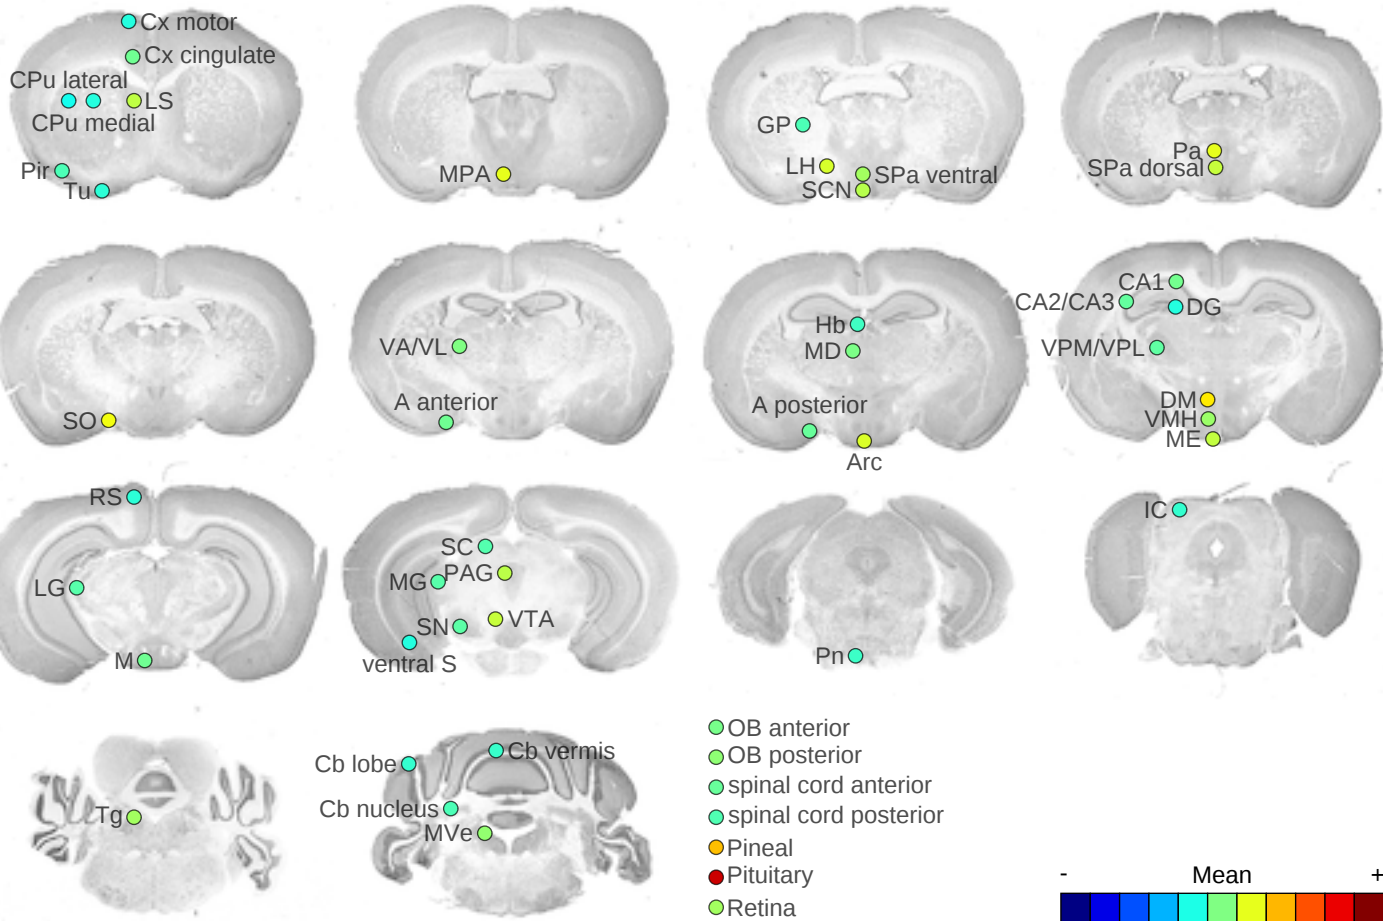 Cx motor
Cx cingulate
CPu lateral
LS
CPu medial
Pir
Tu
MPA
GP
LH
SPa ventral
SCN
Pa
SPa dorsal
SO
VA/VL
A anterior
Hb
MD
A posterior
Arc
CA1
CA2/CA3
DG
VPM/VPL
DM
VMH
ME
RS
LG
M
SC
MG
PAG
SN
VTA
ventral S
Pn
IC
Tg
Cb lobe
Cb vermis
Cb nucleus
MVe
OB anterior
OB posterior
spinal cord anterior
spinal cord posterior
Pineal
Pituitary
Retina
- Mean +